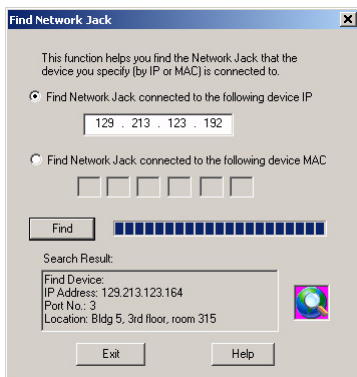 Find Network Jack
This function helps you find the Network Jack that the
device you specify (by IP or MAC) is connected to.
Find Network Jack connected to the following device IP
129 . 213 . 123 . 192
Find Network Jack connected to the following device MAC
Find
Search Result:
Find Device:
IP Address: 129.213.123.164
Port No.: 3
Location: Bldg 5, 3rd floor, room 315
Exit Help